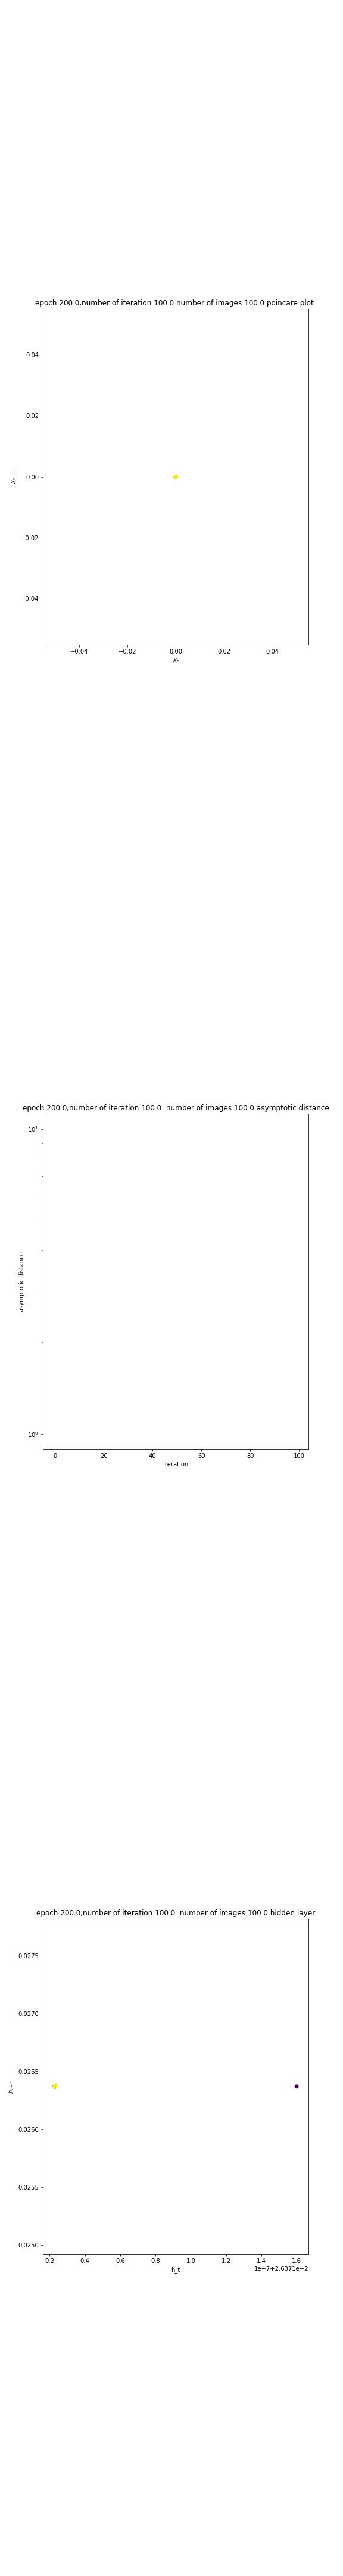 epoch:200.0,number of iteration:100.0 number of images 100.0 poincare plot
0.04
0.02
0.00
−0.02
−0.04
x_{t−1}
−0.04 −0.02 0.00 0.02 0.04
x_t
epoch:200.0,number of iteration:100.0  number of images 100.0 asymptotic distance
10^1
10^0
asymptotic distance
0 20 40 60 80 100
iteration
epoch:200.0,number of iteration:100.0  number of images 100.0 hidden layer
0.0275
0.0270
0.0265
0.0260
0.0255
0.0250
h_{t−1}
0.2 0.4 0.6 0.8 1.0 1.2 1.4 1.6
h_t
1e−7+2.6371e−2